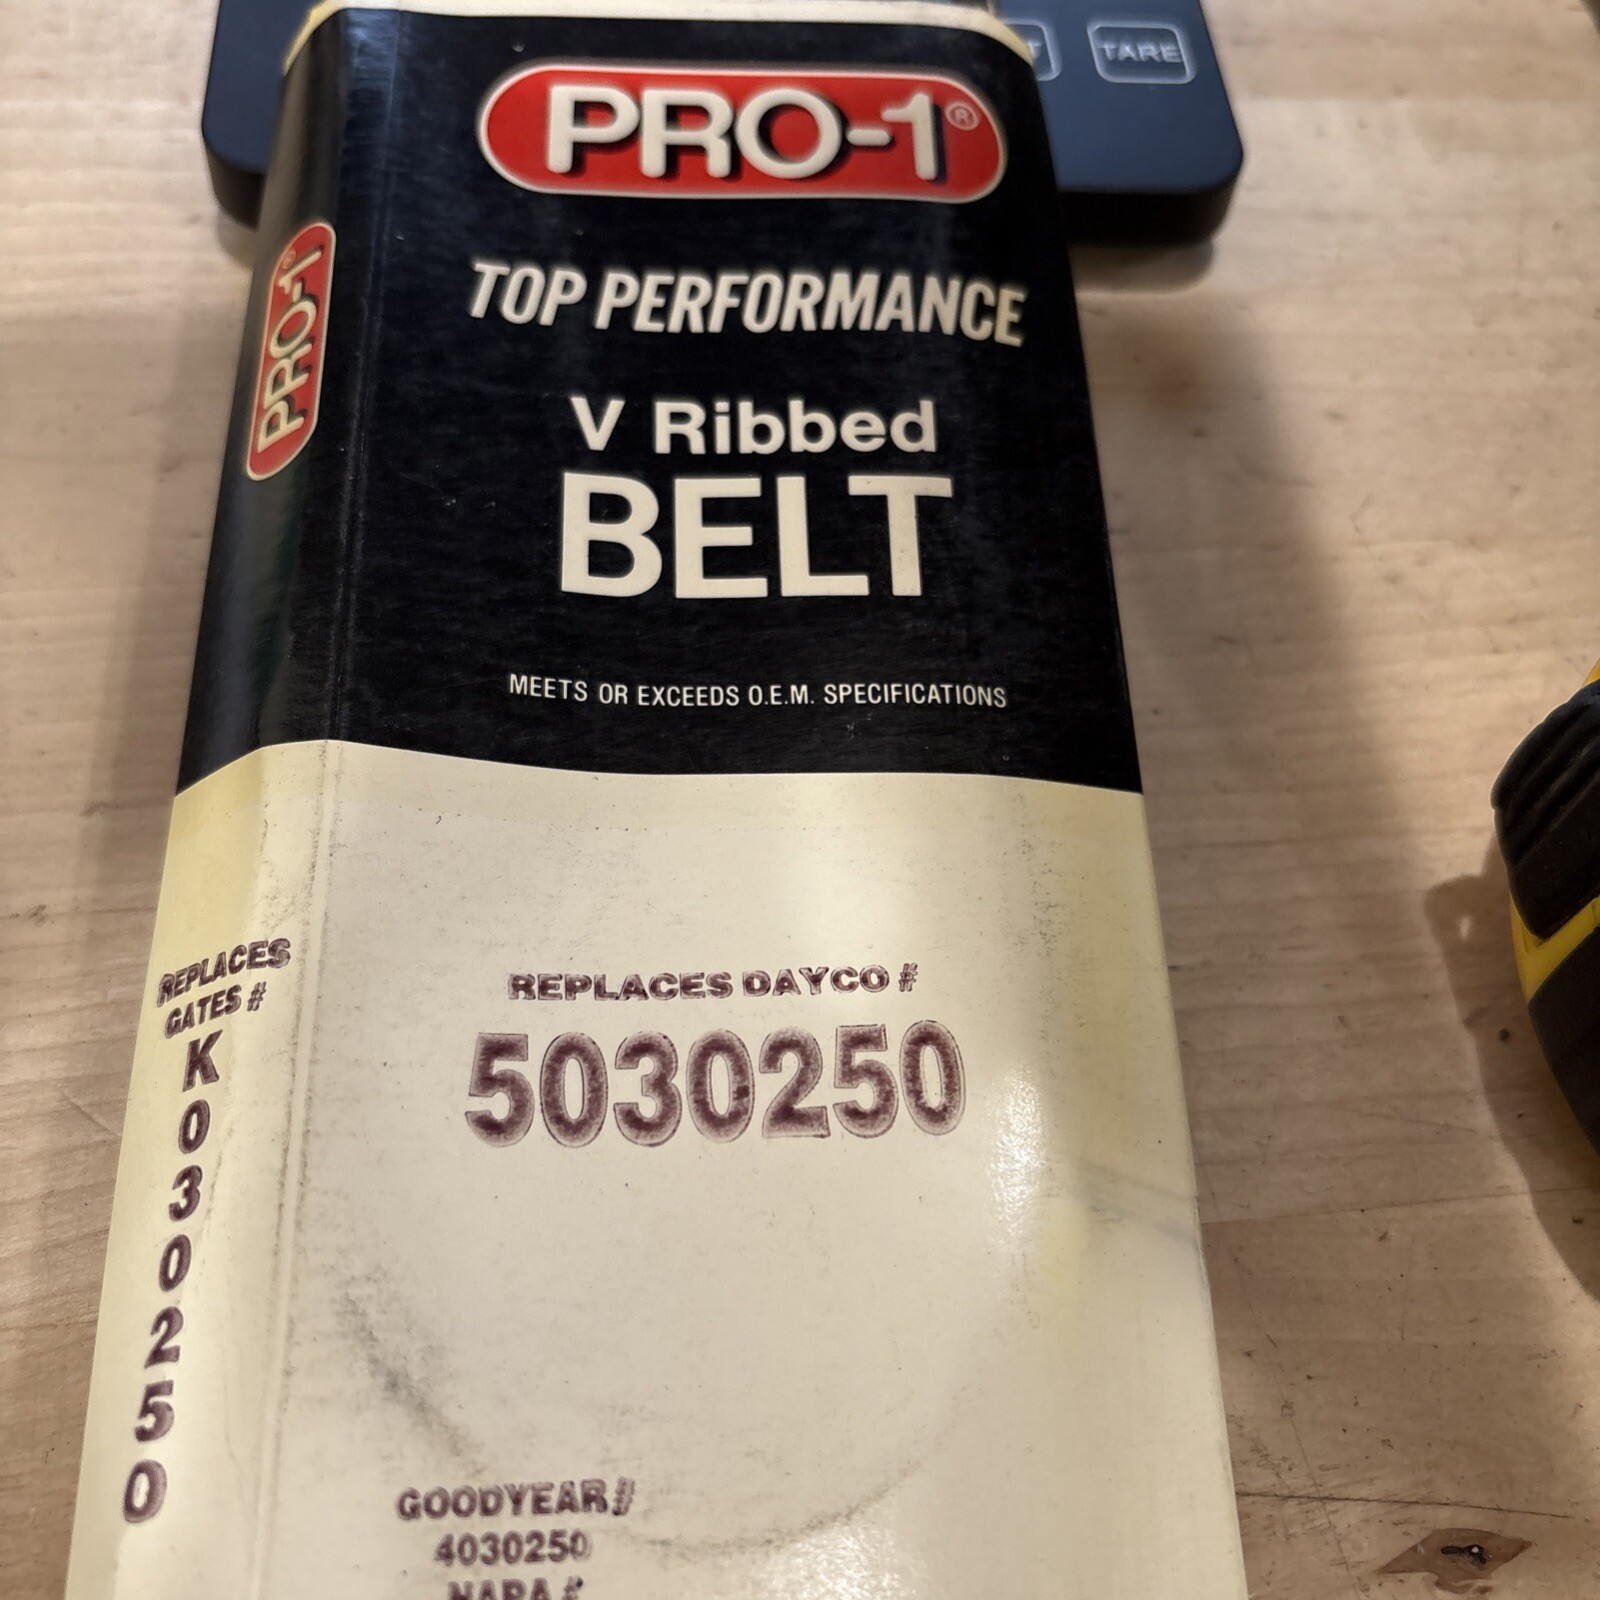 TARE
PRO-1®
PRO-1®
TOP PERFORMANCE
V Ribbed
BELT
MEETS OR EXCEEDS O.E.M. SPECIFICATIONS
REPLACES DAYCO #
5030250
REPLACES
GATES #
K
0
3
0
2
5
0
GOODYEAR#
4030250
NAPA #